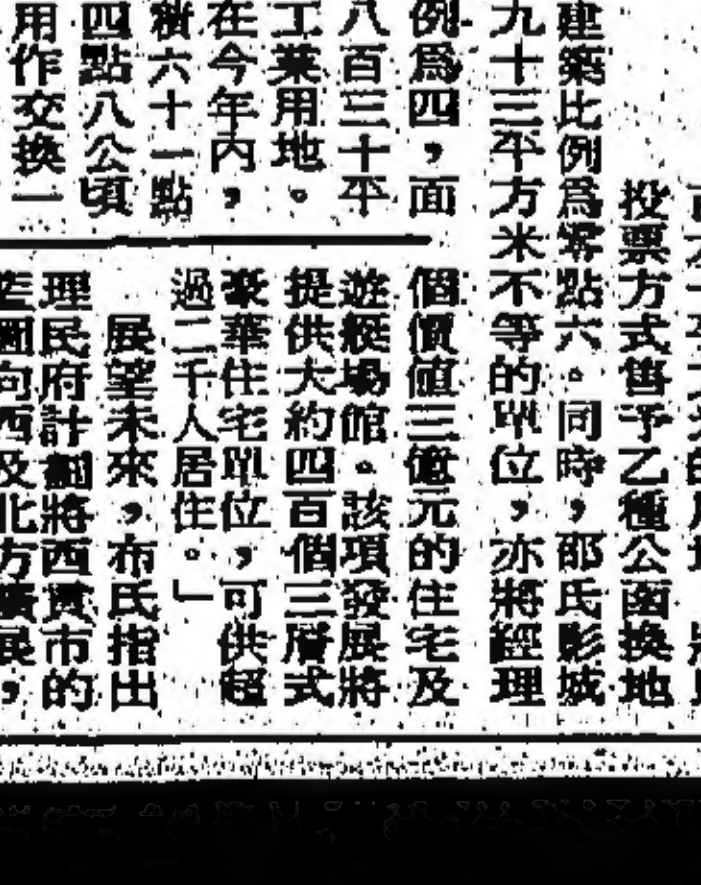 投票方式售予乙種公函換地
建築比例爲零點六。同時,邵氏影城
九十三平方米不等的單位,亦將經理
例爲四,面
八百三十平
工業用地。
在今年內,
積六十一點
四點八公頃
用作交換一
個價值三億元的住宅及
遊艇場館。該項發展將
提供大約四百個三層式
豪華住宅單位,可供超
過二千人居住。」
展望未來,布氏指出
理民府計劃將西貢市的
向西及北方擴展,